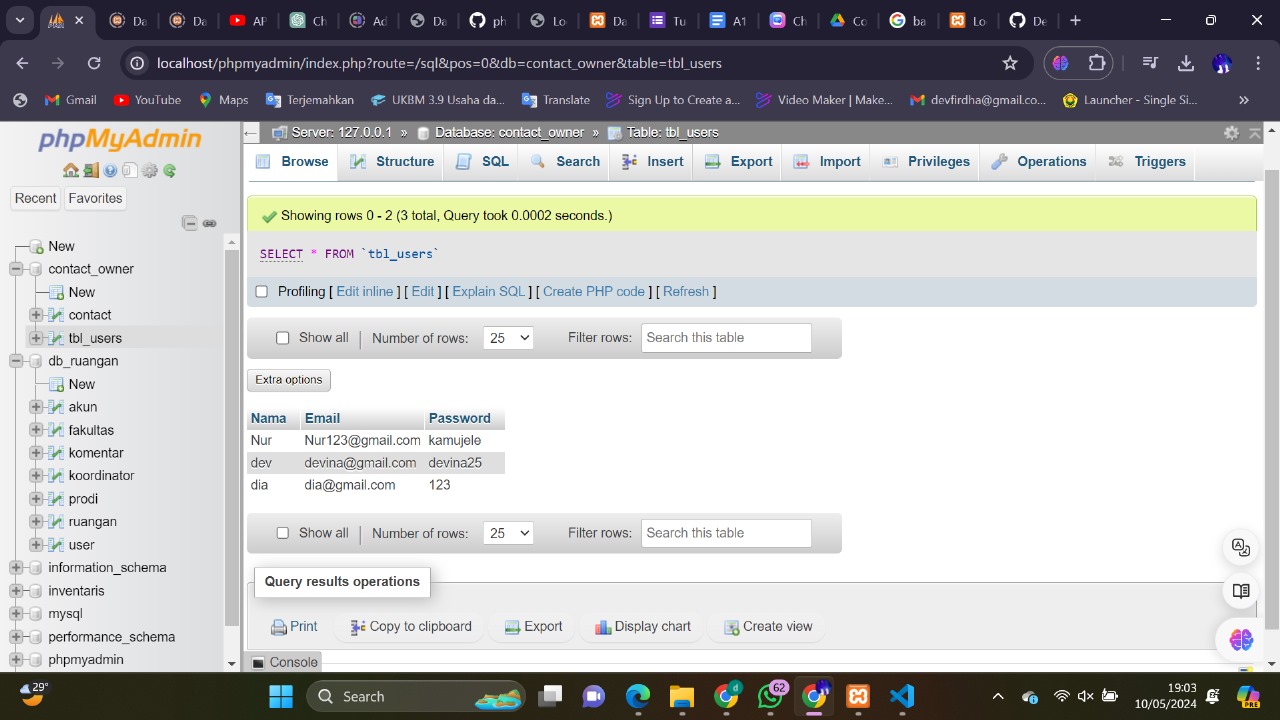 Da
Da
AP
Ch
Ad
Da
ph
Lo
Da
Tu
A1
Ch
Co
ba
Lo
De
localhost/phpmyadmin/index.php?route=/sql&pos=0&db=contact_owner&table=tbl_users
Gmail
YouTube
Maps
Terjemahkan
UKBM 3.9 Usaha da...
Translate
Sign Up to Create a...
Video Maker | Make...
devfirdha@gmail.co...
Launcher - Single Si...
phpMyAdmin
Recent
Favorites
New
contact_owner
New
contact
tbl_users
db_ruangan
New
akun
fakultas
komentar
koordinator
prodi
ruangan
user
information_schema
inventaris
mysql
performance_schema
phpmyadmin
Server: 127.0.0.1 » Database: contact_owner » Table: tbl_users
Browse
Structure
SQL
Search
Insert
Export
Import
Privileges
Operations
Triggers
Showing rows 0 - 2 (3 total, Query took 0.0002 seconds.)
SELECT * FROM `tbl_users`
Profiling [ Edit inline ] [ Edit ] [ Explain SQL ] [ Create PHP code ] [ Refresh ]
Show all | Number of rows: 25 Filter rows: Search this table
Extra options
Nama Email Password
Nur Nur123@gmail.com kamujele
dev devina@gmail.com devina25
dia dia@gmail.com 123
Show all | Number of rows: 25 Filter rows: Search this table
Query results operations
Print
Copy to clipboard
Export
Display chart
Create view
Console
29°
Search
d
62
19:03
10/05/2024
PRE